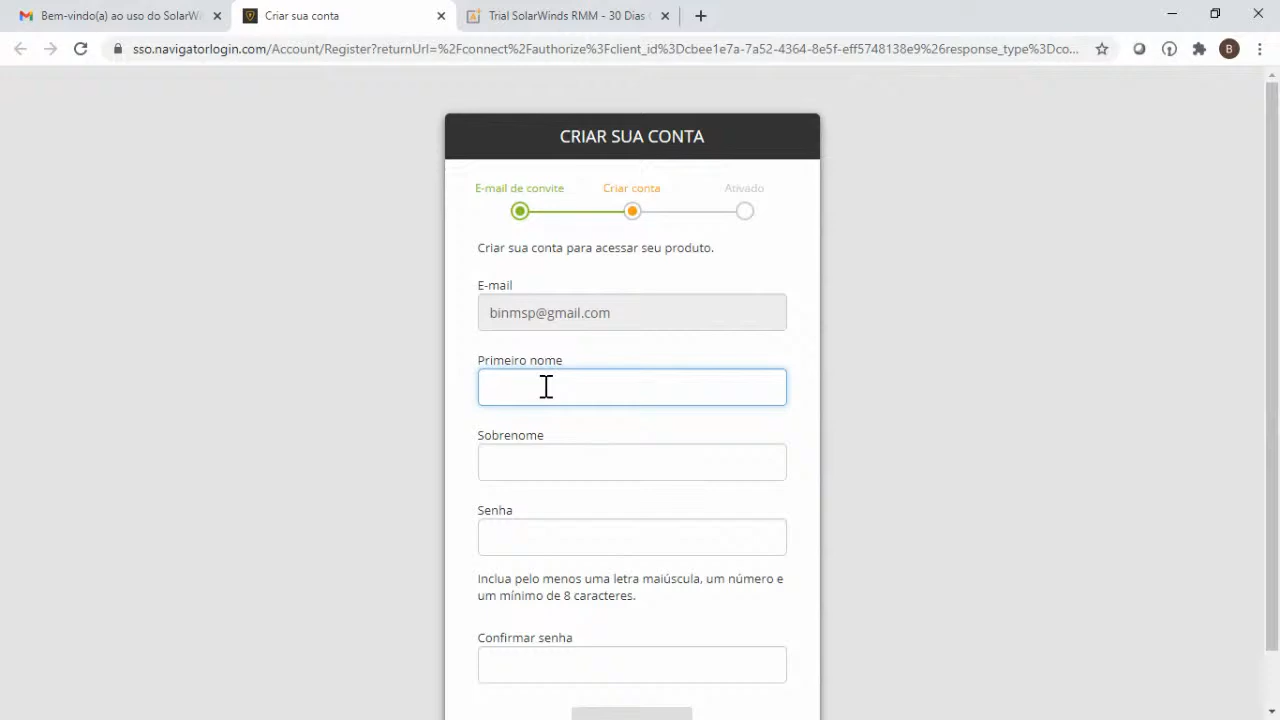 Bem-vindo(a) ao uso do SolarWi
Criar sua conta
Trial SolarWinds RMM - 30 Dias
sso.navigatorlogin.com/Account/Register?returnUrl=%2Fconnect%2Fauthorize%3Fclient_id%3Dcbee1e7a-7a52-4364-8e5f-eff5748138e9%26response_type%3Dco...
B
CRIAR SUA CONTA
E-mail de convite
Criar conta
Ativado
Criar sua conta para acessar seu produto.
E-mail
binmsp@gmail.com
Primeiro nome
Sobrenome
Senha
Inclua pelo menos uma letra maiúscula, um número e
um mínimo de 8 caracteres.
Confirmar senha